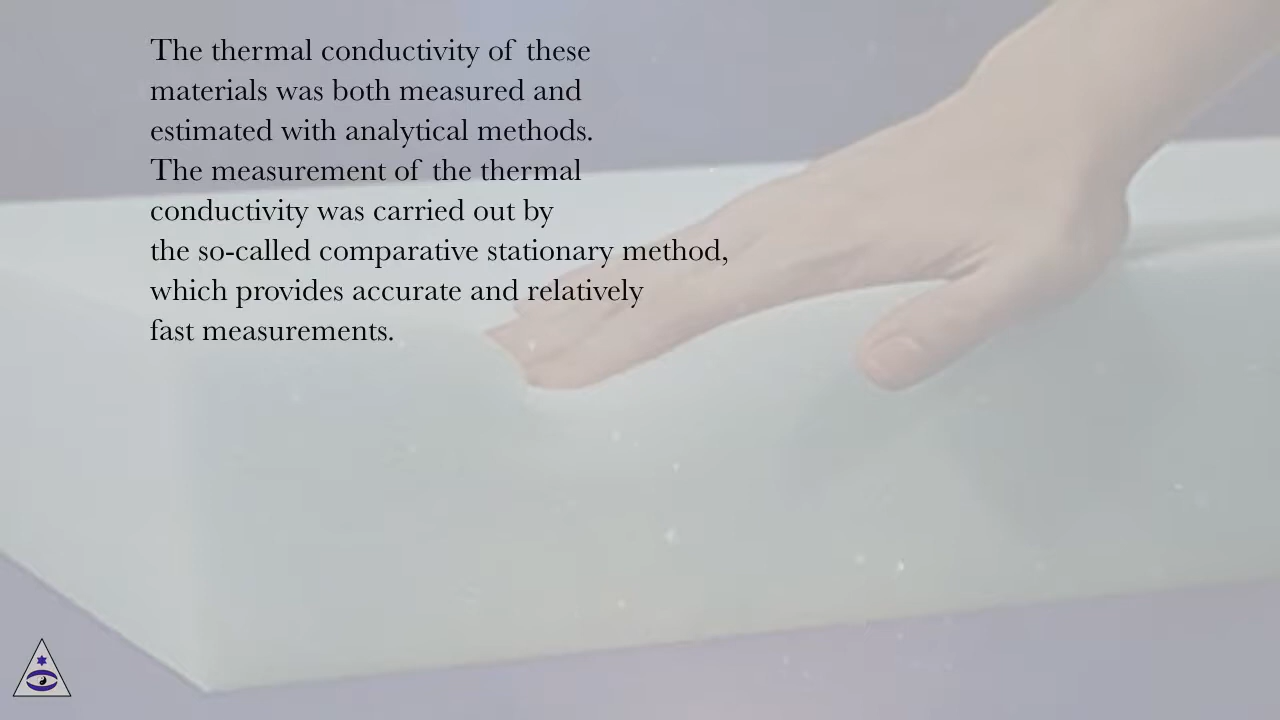 The thermal conductivity of these
materials was both measured and
estimated with analytical methods.
The measurement of the thermal
conductivity was carried out by
the so-called comparative stationary method,
which provides accurate and relatively
fast measurements.